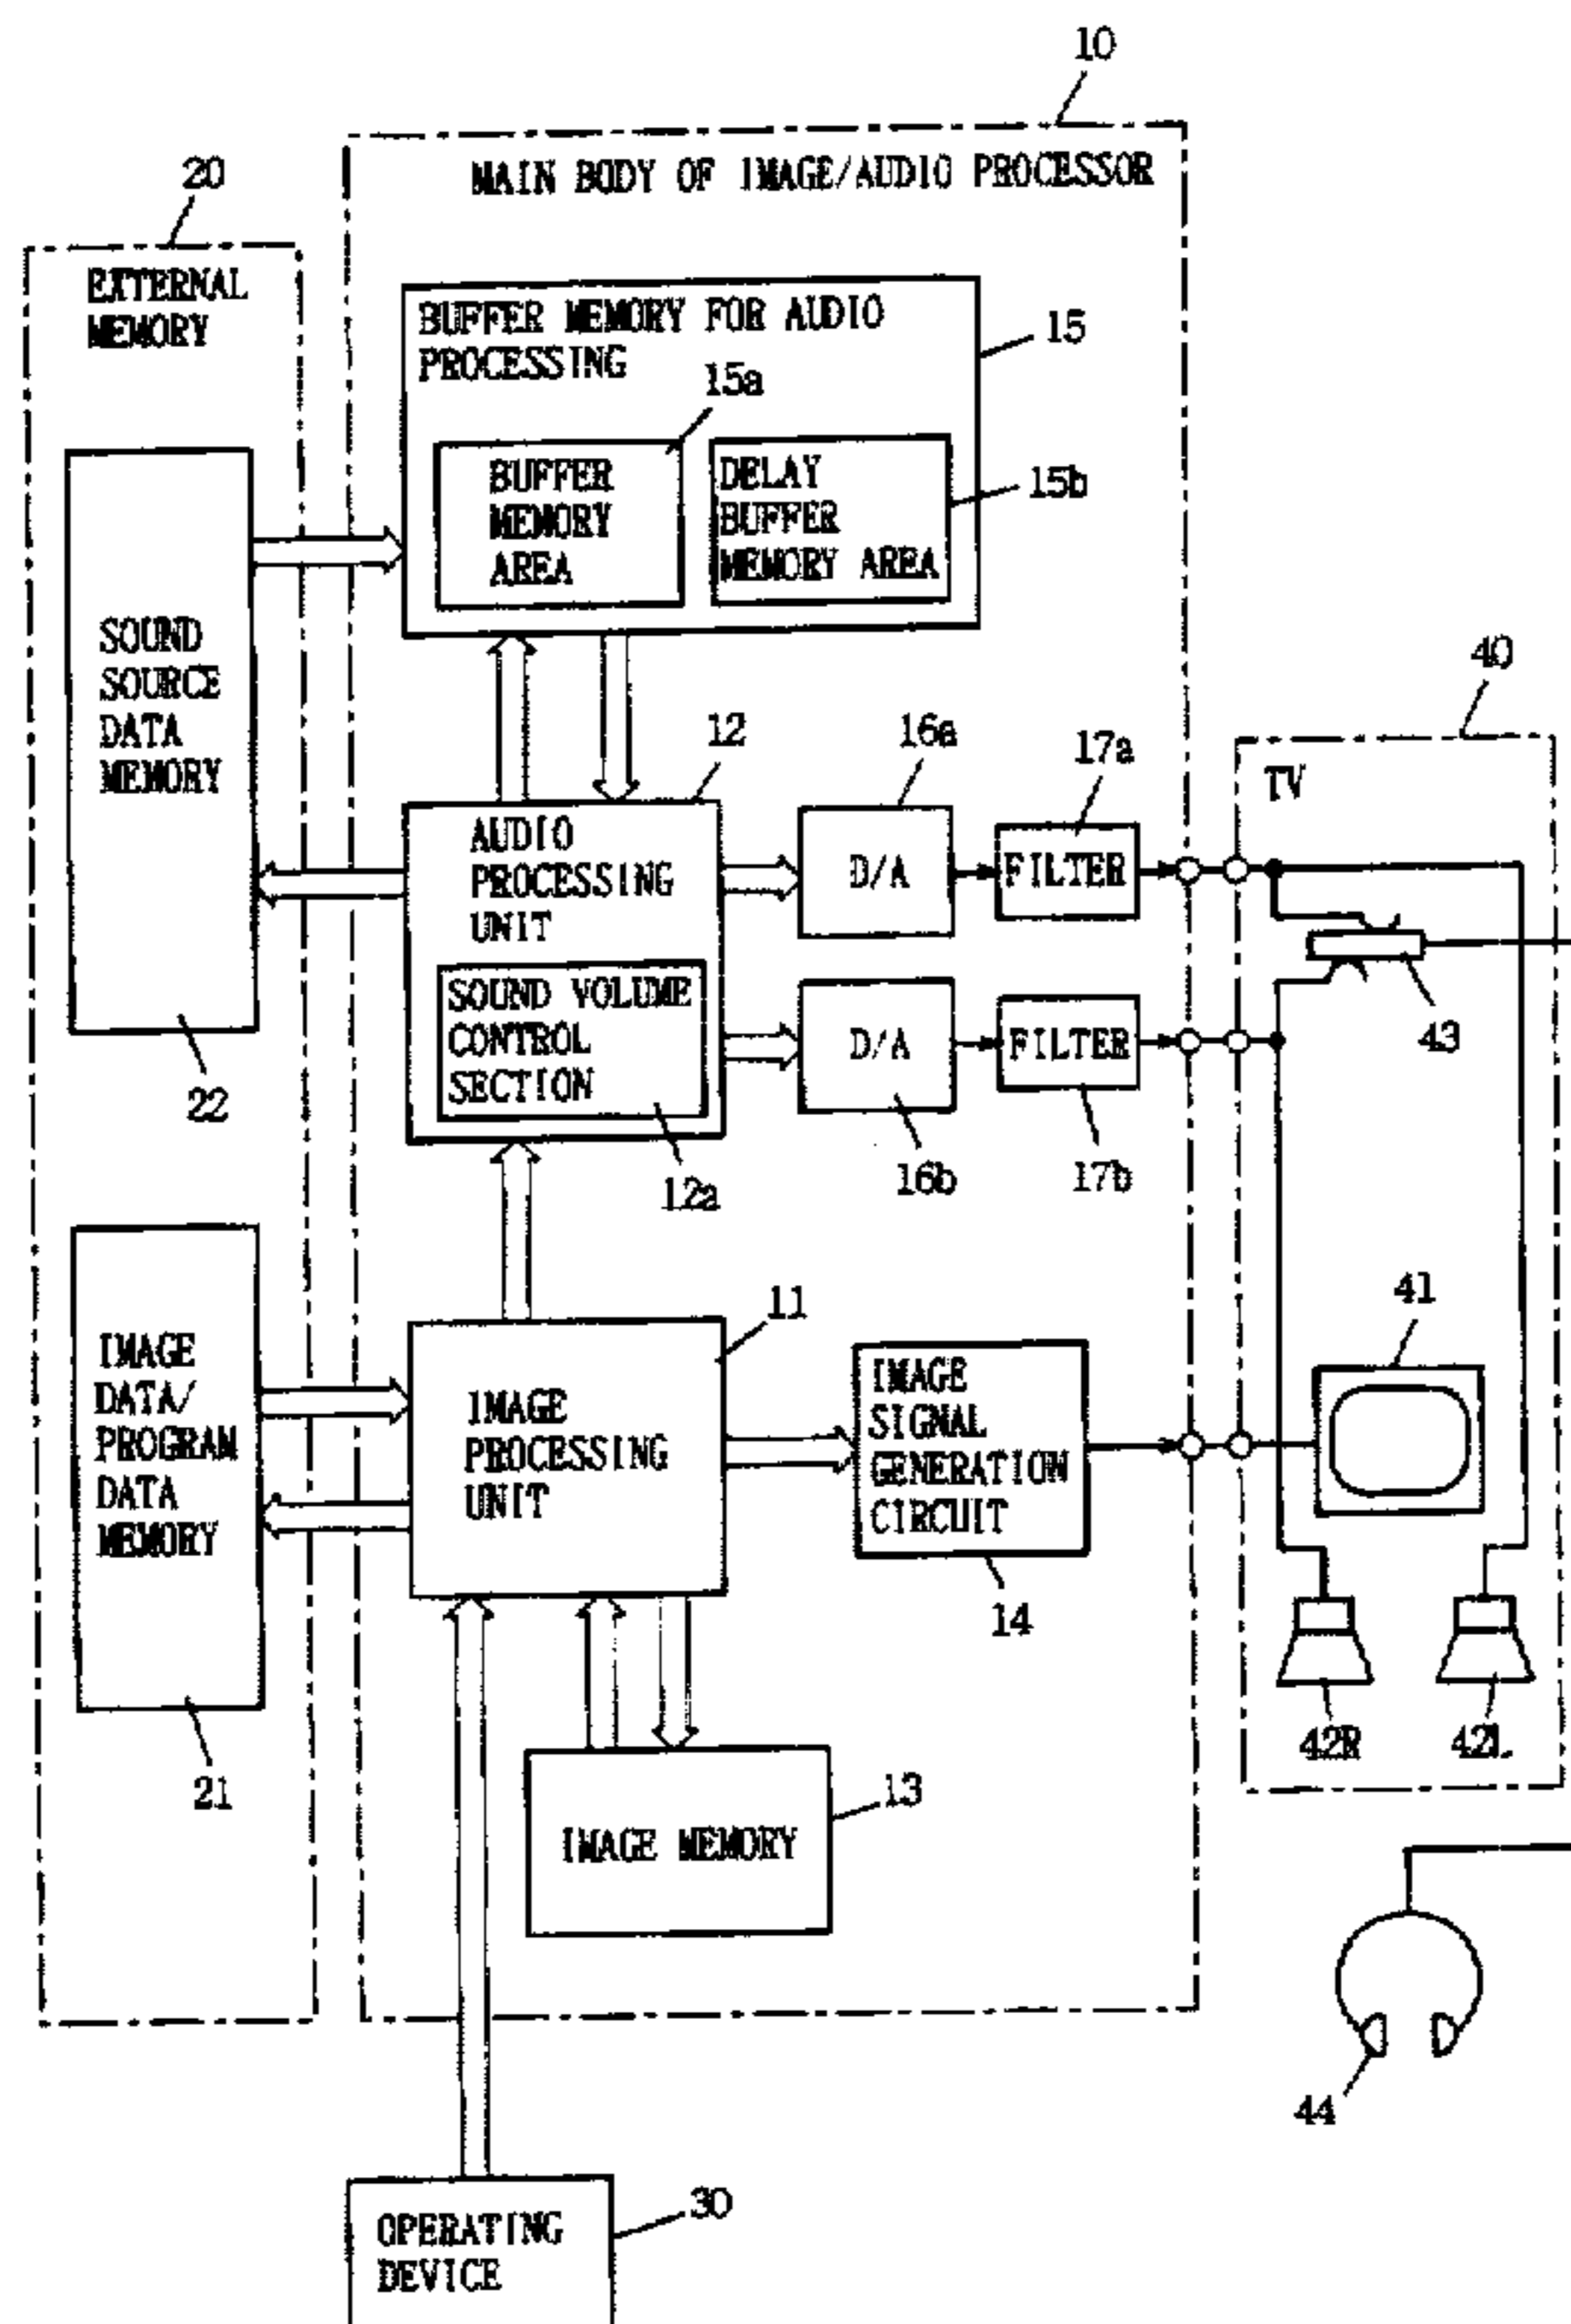 10
MAIN BODY OF IMAGE/AUDIO PROCESSOR
20
EXTERNAL
MEMORY
BUFFER MEMORY FOR AUDIO
PROCESSING
15
15a
BUFFER
MEMORY
AREA
DELAY
BUFFER
MEMORY AREA
15b
SOUND
SOURCE
DATA
MEMORY
22
40
TV
12
AUDIO
PROCESSING
UNIT
SOUND VOLUME
CONTROL
SECTION
12a
16a
D/A
17a
FILTER
43
D/A
16b
FILTER
17b
11
IMAGE
PROCESSING
UNIT
IMAGE
DATA/
PROGRAM
DATA
MEMORY
21
IMAGE
SIGNAL
GENERATION
CIRCUIT
14
41
42R
42L
13
IMAGE MEMORY
44
30
OPERATING
DEVICE